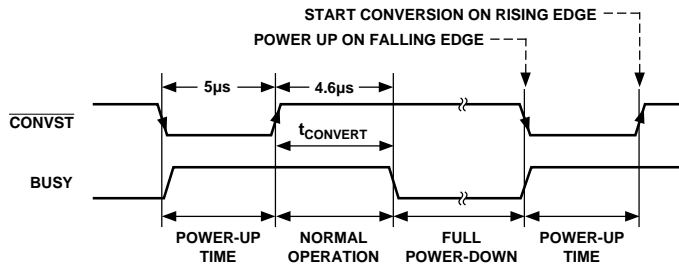 START CONVERSION ON RISING EDGE
POWER UP ON FALLING EDGE
5µs
4.6µs
CONVST
tCONVERT
BUSY
POWER-UP
TIME
NORMAL
OPERATION
FULL
POWER-DOWN
POWER-UP
TIME